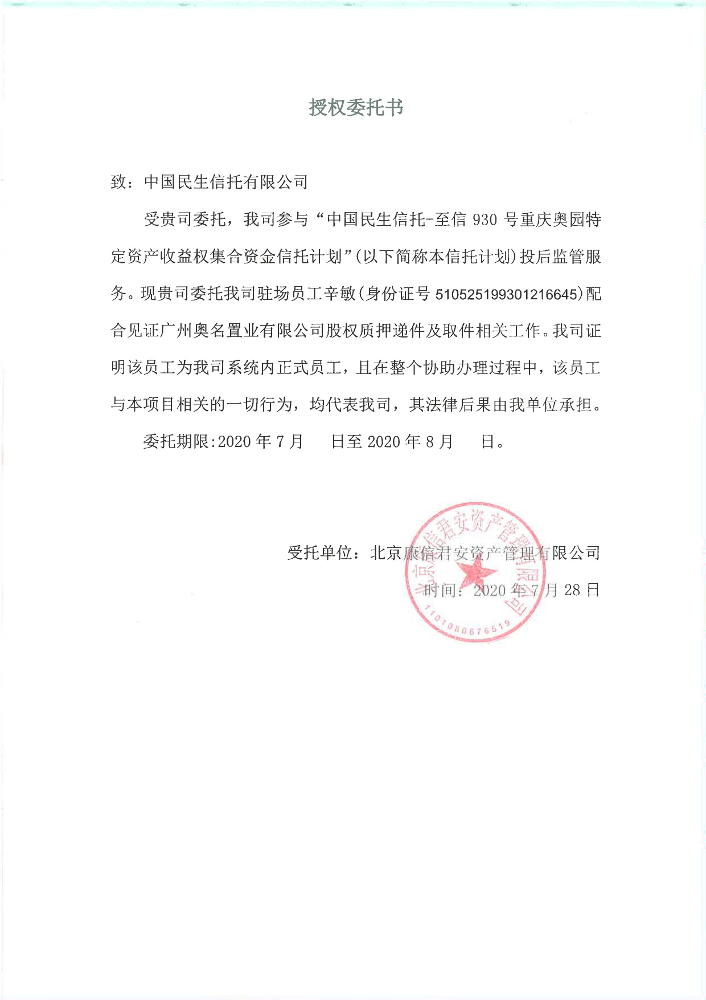 授权委托书
致：中国民生信托有限公司
受贵司委托，我司参与“中国民生信托-至信 930 号重庆奥园特
定资产收益权集合资金信托计划”(以下简称本信托计划)投后监管服
务。现贵司委托我司驻场员工辛敏(身份证号 510525199301216645)配
合见证广州奥名置业有限公司股权质押递件及取件相关工作。我司证
明该员工为我司系统内正式员工，且在整个协助办理过程中，该员工
与本项目相关的一切行为，均代表我司，其法律后果由我单位承担。
委托期限:2020 年 7 月 日至 2020 年 8 月 日。
受托单位：北京康信君安资产管理有限公司
时间：2020 年 7 月 28 日
北京康信君安资产管理有限公司
1101080676519